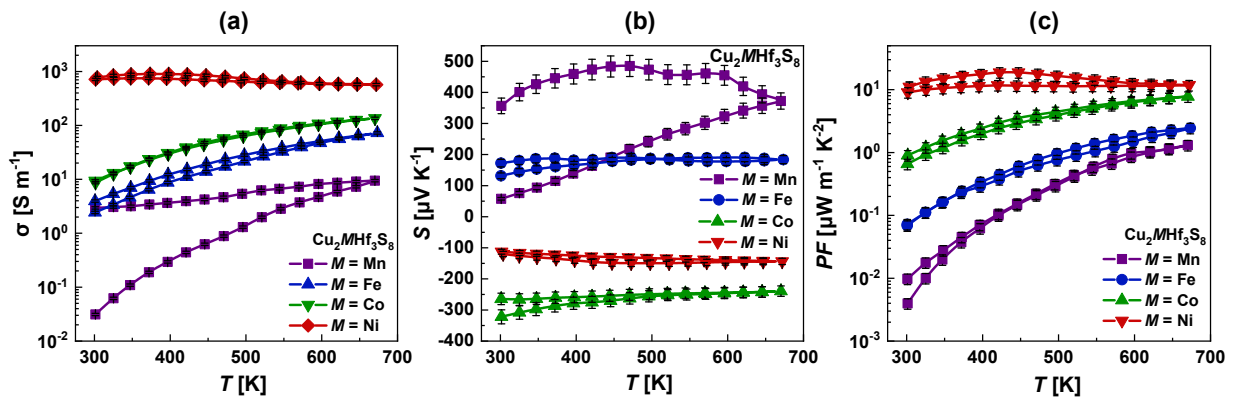 (a)
10³
10²
10¹
10⁰
10⁻¹
10⁻²
σ [S m⁻¹]
300 400 500 600 700
T [K]
Cu₂MHf₃S₈
M = Mn
M = Fe
M = Co
M = Ni
(b)
500
400
300
200
100
0
-100
-200
-300
-400
S [µV K⁻¹]
300 400 500 600 700
T [K]
Cu₂MHf₃S₈
M = Mn
M = Fe
M = Co
M = Ni
(c)
10¹
10⁰
10⁻¹
10⁻²
10⁻³
PF [µW m⁻¹ K⁻²]
300 400 500 600 700
T [K]
Cu₂MHf₃S₈
M = Mn
M = Fe
M = Co
M = Ni